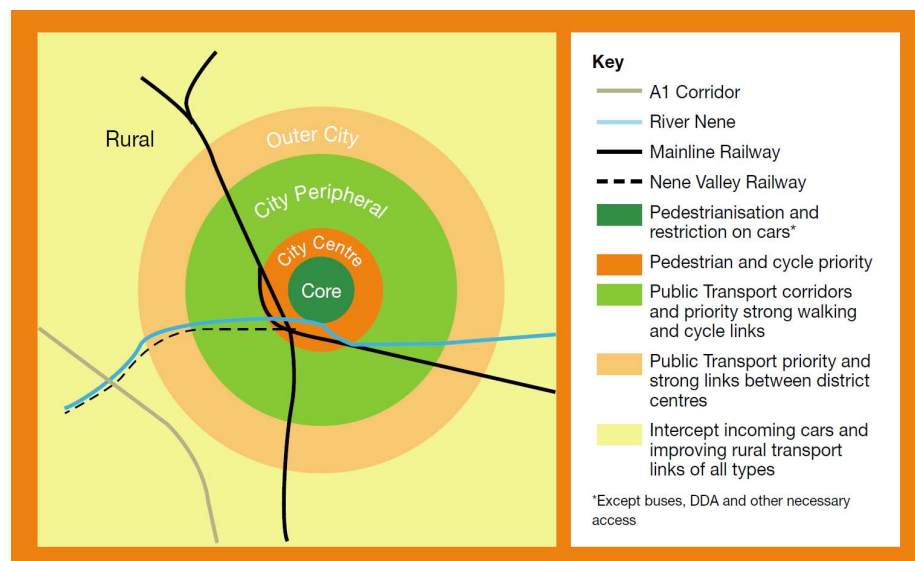 Rural
Outer City
City Peripheral
City Centre
Core
Key
A1 Corridor
River Nene
Mainline Railway
Nene Valley Railway
Pedestrianisation and
restriction on cars*
Pedestrian and cycle priority
Public Transport corridors
and priority strong walking
and cycle links
Public Transport priority and
strong links between district
centres
Intercept incoming cars and
improving rural transport
links of all types
*Except buses, DDA and other necessary
access